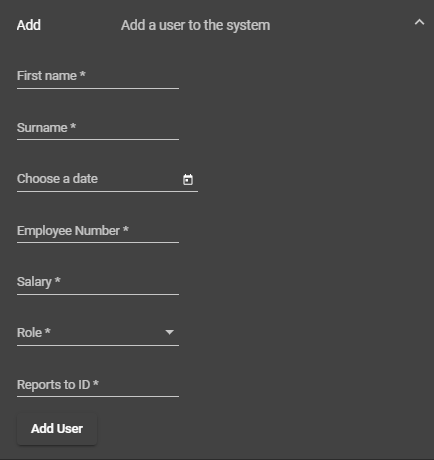 Add Add a user to the system
First name *
Surname *
Choose a date
Employee Number *
Salary *
Role *
Reports to ID *
Add User